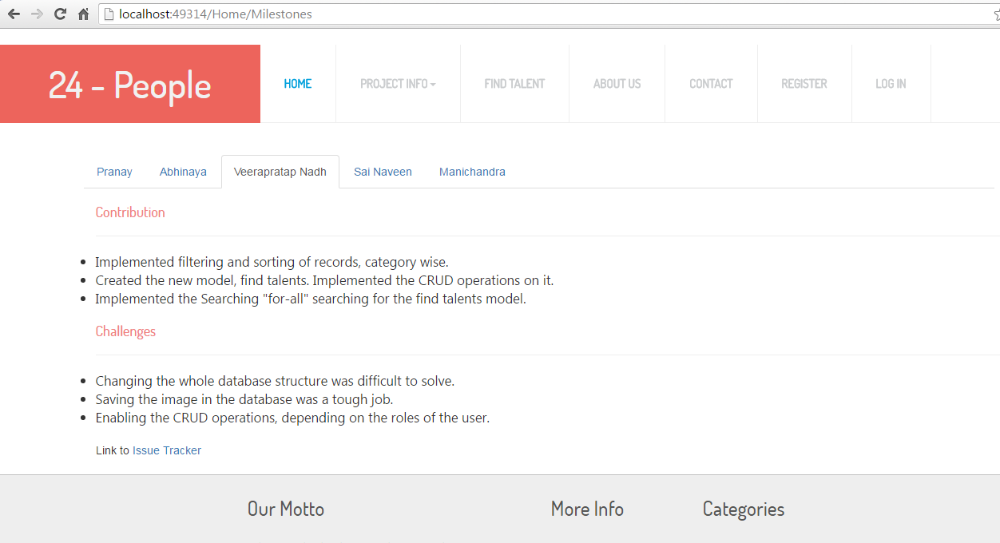 localhost:49314/Home/Milestones
24 - People
HOME PROJECT INFO FIND TALENT ABOUT US CONTACT REGISTER LOG IN
Pranay Abhinaya Veerapratap Nadh Sai Naveen Manichandra
Contribution
Implemented filtering and sorting of records, category wise.
Created the new model, find talents. Implemented the CRUD operations on it.
Implemented the Searching "for-all" searching for the find talents model.
Challenges
Changing the whole database structure was difficult to solve.
Saving the image in the database was a tough job.
Enabling the CRUD operations, depending on the roles of the user.
Link to Issue Tracker
Our Motto More Info Categories